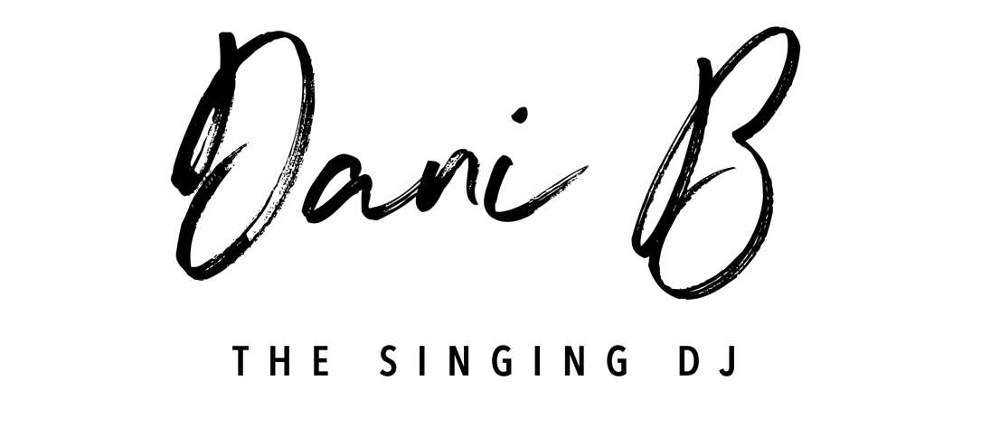 Dani B
THE SINGING DJ